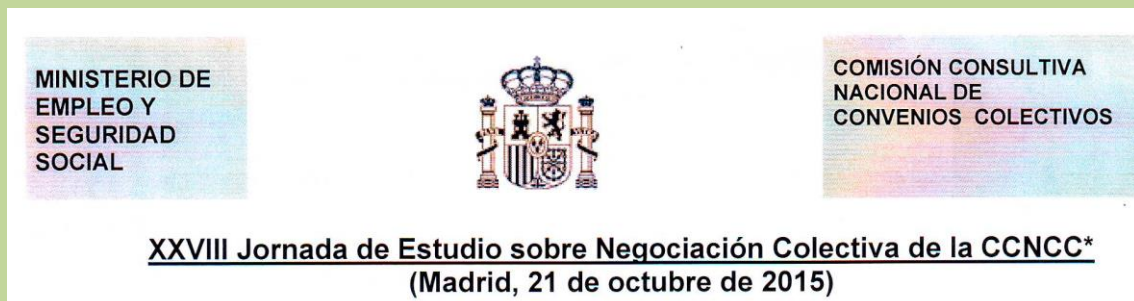 MINISTERIO DE
EMPLEO Y
SEGURIDAD
SOCIAL
COMISIÓN CONSULTIVA
NACIONAL DE
CONVENIOS COLECTIVOS
XXVIII Jornada de Estudio sobre Negociación Colectiva de la CCNCC*
(Madrid, 21 de octubre de 2015)